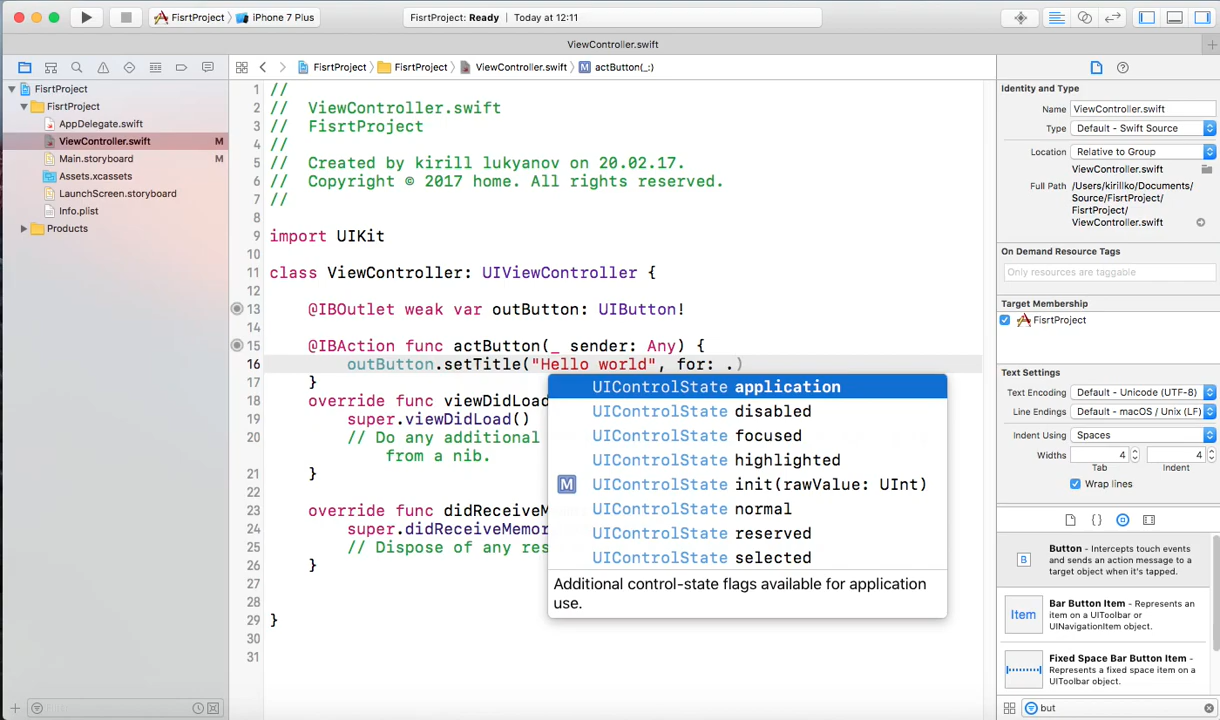 FisrtProject
iPhone 7 Plus
FisrtProject: Ready
Today at 12:11
ViewController.swift
FisrtProject
FisrtProject
ViewController.swift
M
actButton(_:)
FisrtProject
FisrtProject
AppDelegate.swift
ViewController.swift
M
Main.storyboard
M
Assets.xcassets
LaunchScreen.storyboard
Info.plist
Products
1 //
2 // ViewController.swift
3 // FisrtProject
4 //
5 // Created by kirill lukyanov on 20.02.17.
6 // Copyright © 2017 home. All rights reserved.
7 //
8
9 import UIKit
10
11 class ViewController: UIViewController {
12
13 @IBOutlet weak var outButton: UIButton!
14
15 @IBAction func actButton(_ sender: Any) {
16 outButton.setTitle("Hello world", for: .)
17 }
18 override func viewDidLoad
19 super.viewDidLoad()
20 // Do any additional
from a nib.
21 }
22
23 override func didReceiveMem
24 super.didReceiveMemor
25 // Dispose of any res
26 }
27
28
29 }
30
31
UIControlState application
UIControlState disabled
UIControlState focused
UIControlState highlighted
M UIControlState init(rawValue: UInt)
UIControlState normal
UIControlState reserved
UIControlState selected
Additional control-state flags available for application
use.
Identity and Type
Name ViewController.swift
Type Default - Swift Source
Location Relative to Group
ViewController.swift
Full Path /Users/kirillko/Documents/
Source/FisrtProject/
FisrtProject/
ViewController.swift
On Demand Resource Tags
Only resources are taggable
Target Membership
FisrtProject
Text Settings
Text Encoding Default - Unicode (UTF-8)
Line Endings Default - macOS / Unix (LF)
Indent Using Spaces
Widths 4 4
Tab Indent
Wrap lines
B
Button - Intercepts touch events
and sends an action message to a
target object when it's tapped.
Item
Bar Button Item - Represents an
item on a UIToolbar or
UINavigationItem object.
Fixed Space Bar Button Item -
Represents a fixed space item on a
UIToolbar object.
but